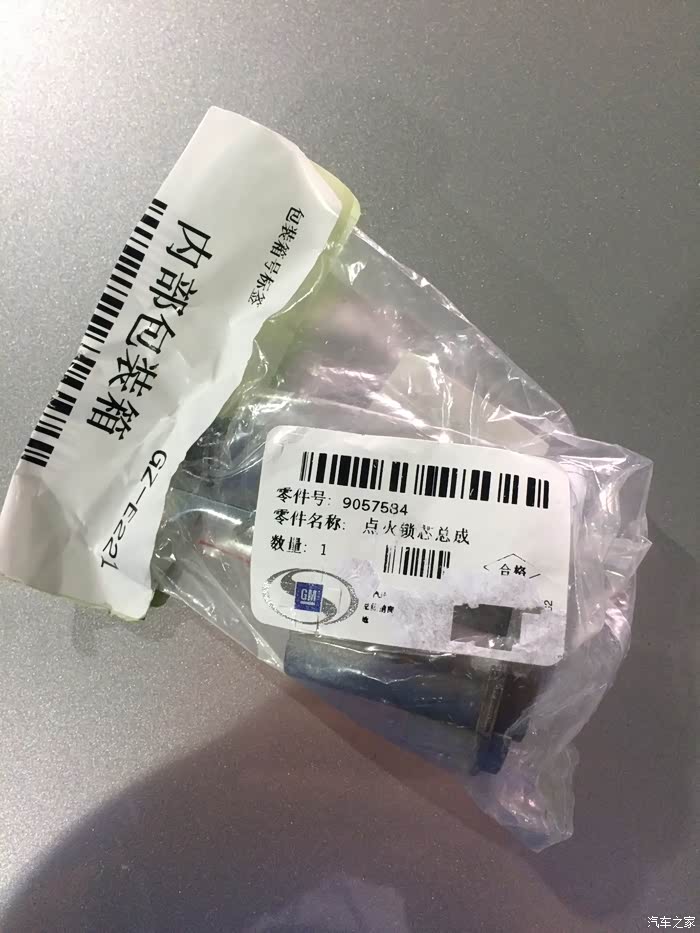 包装箱号标签
内部包装箱
GZ-E221
零件号: 9057584
零件名称: 点火锁芯总成
数量: 1
合格
GM
汽车之家